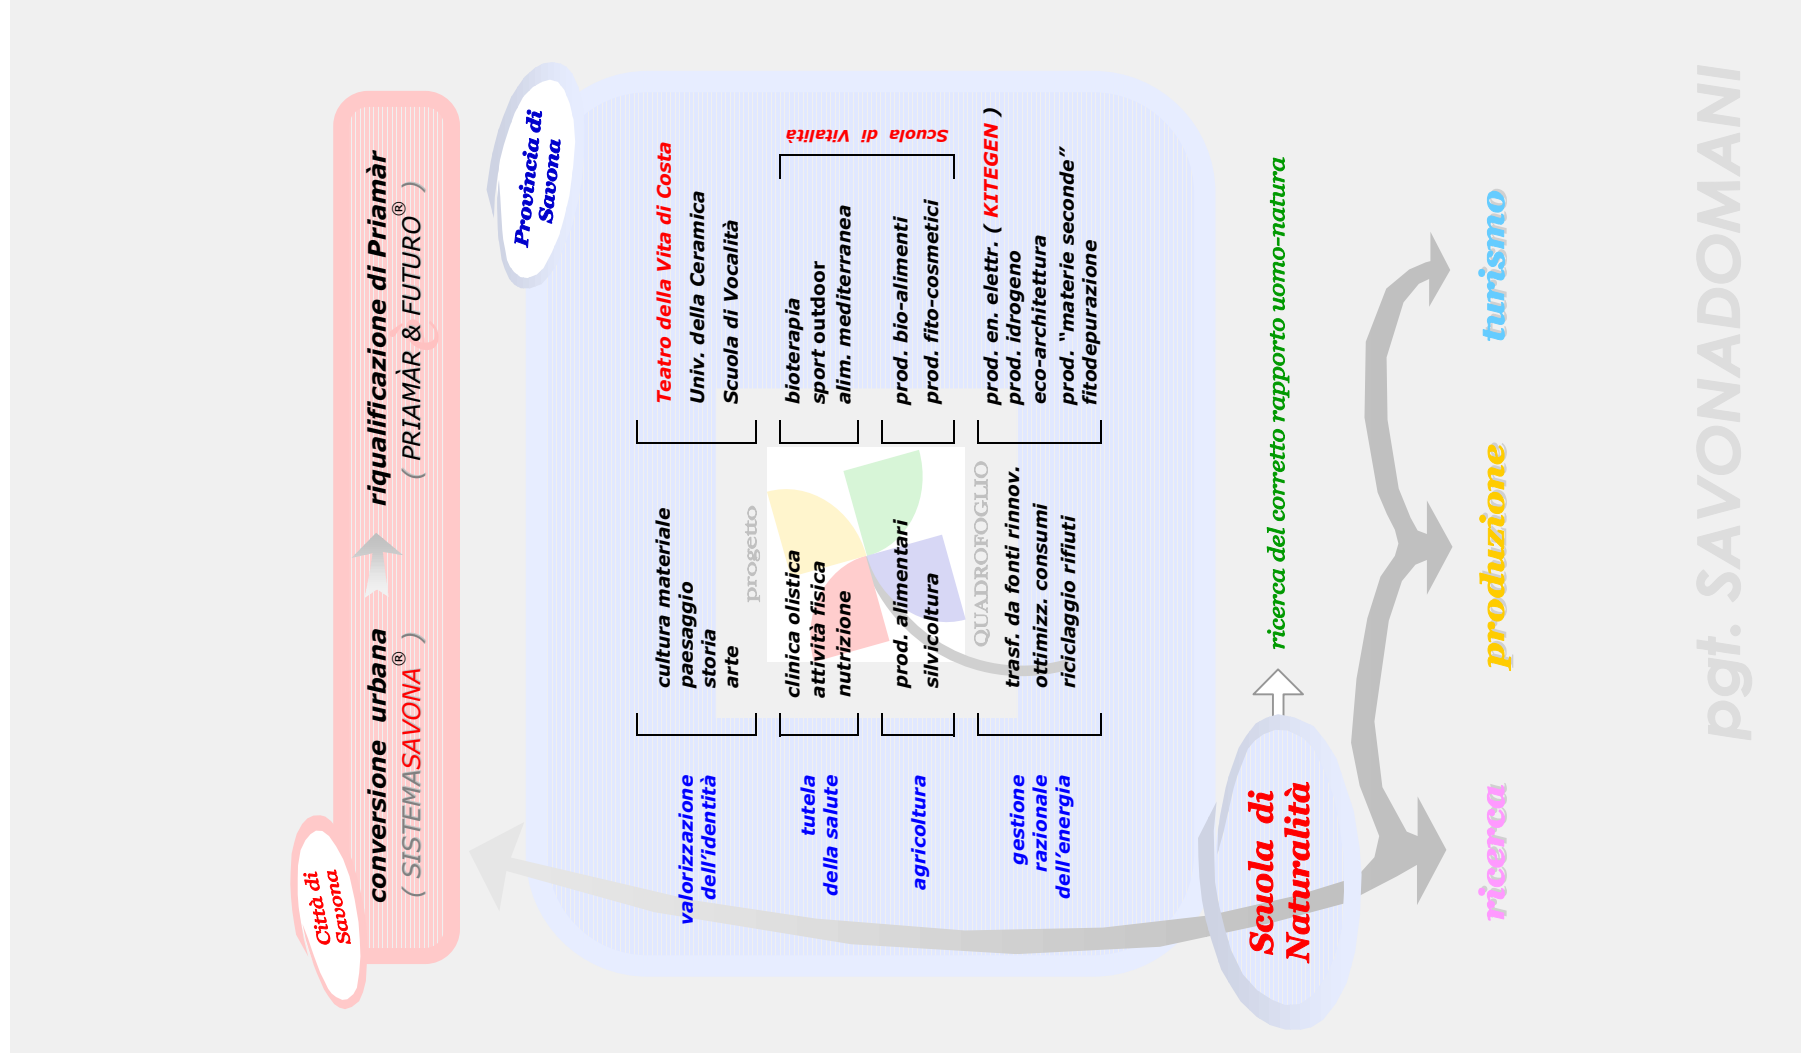 Città di
Savona
conversione urbana
( SISTEMASAVONA® )
riqualificazione di Priamàr
( PRIAMÀR & FUTURO® )
Provincia di
Savona
valorizzazione
dell'identità
cultura materiale
paesaggio
storia
arte
Teatro della Vita di Costa
Univ. della Ceramica
Scuola di Vocalità
progetto
tutela
della salute
clinica olistica
attività fisica
nutrizione
bioterapia
sport outdoor
alim. mediterranea
Scuola di Vitalità
agricoltura
prod. alimentari
silvicoltura
prod. bio-alimenti
prod. fito-cosmetici
QUADROFOGLIO
gestione
razionale
dell'energia
trasf. da fonti rinnov.
ottimizz. consumi
riciclaggio rifiuti
prod. en. elettr. ( KITEGEN )
prod. idrogeno
eco-architettura
prod. “materie seconde”
fitodepurazione
Scuola di
Naturalità
ricerca del corretto rapporto uomo-natura
ricerca
produzione
turismo
pgt. SAVONADOMANI